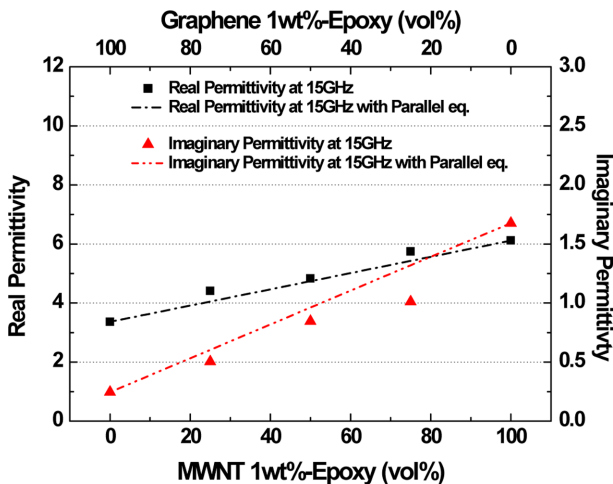 Graphene 1wt%-Epoxy (vol%)
100 80 60 40 20 0
Real Permittivity at 15GHz
Real Permittivity at 15GHz with Parallel eq.
Imaginary Permittivity at 15GHz
Imaginary Permittivity at 15GHz with Parallel eq.
Real Permittivity
12
10
8
6
4
2
0
3.0
2.5
2.0
1.5
1.0
0.5
0.0
Imaginary Permittivty
0 20 40 60 80 100
MWNT 1wt%-Epoxy (vol%)